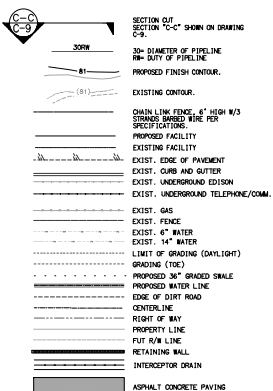 C-C
C-9
SECTION CUT
SECTION "C-C" SHOWN ON DRAWING
C-9.
30RW
30= DIAMETER OF PIPELINE
RW= DUTY OF PIPELINE
81
PROPOSED FINISH CONTOUR.
(81)
EXISTING CONTOUR.
CHAIN LINK FENCE, 6' HIGH W/3
STRANDS BARBED WIRE PER
SPECIFICATIONS.
PROPOSED FACILITY
EXISTING FACILITY
EXIST. EDGE OF PAVEMENT
EXIST. CURB AND GUTTER
EXIST. UNDERGROUND EDISON
EXIST. UNDERGROUND TELEPHONE/COMM.
EXIST. GAS
EXIST. FENCE
EXIST. 6" WATER
EXIST. 14" WATER
LIMIT OF GRADING (DAYLIGHT)
GRADING (TOE)
PROPOSED 36" GRADED SWALE
PROPOSED WATER LINE
EDGE OF DIRT ROAD
CENTERLINE
RIGHT OF WAY
PROPERTY LINE
FUT R/W LINE
RETAINING WALL
INTERCEPTOR DRAIN
ASPHALT CONCRETE PAVING